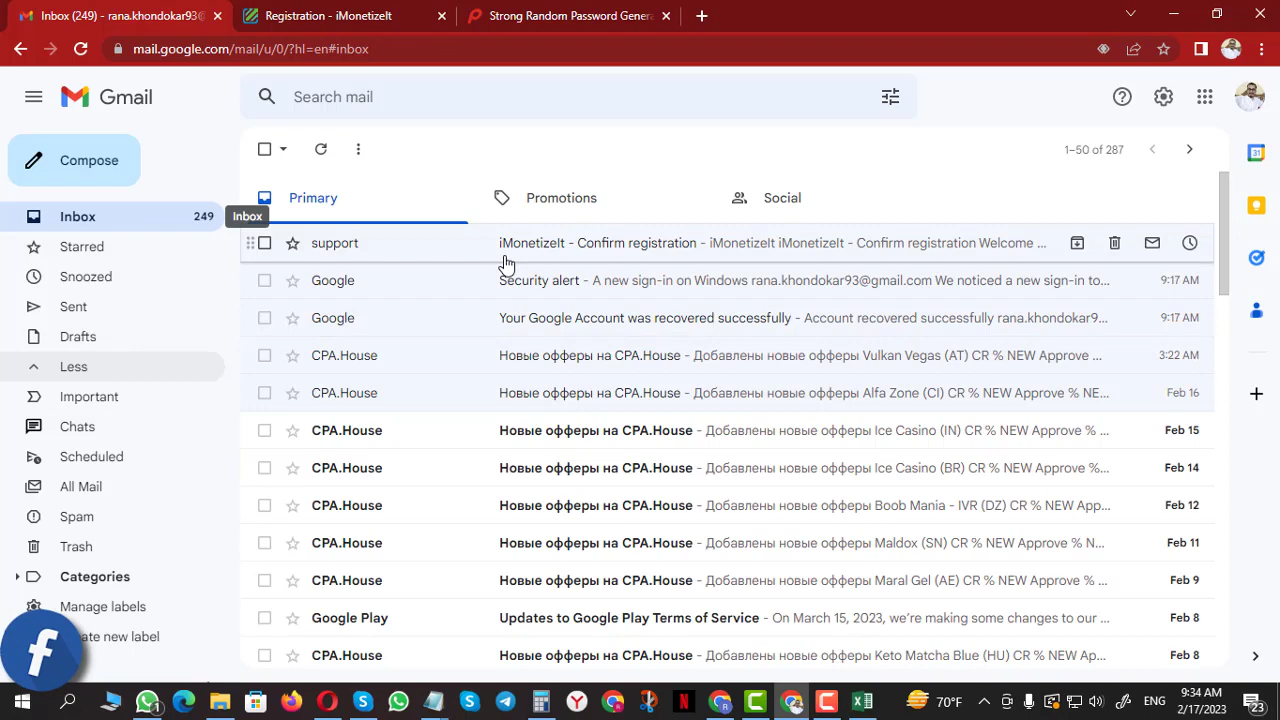 Inbox (249) - rana.khondokar93@
Registration - iMonetizeIt
Strong Random Password Gener
mail.google.com/mail/u/0/?hl=en#inbox
Gmail
Search mail
Compose
1–50 of 287
Primary
Promotions
Social
Inbox 249
Inbox
Starred
Snoozed
Sent
Drafts
Less
Important
Chats
Scheduled
All Mail
Spam
Trash
Categories
Manage labels
eate new label
support iMonetizeIt - Confirm registration - iMonetizeIt iMonetizeIt - Confirm registration Welcome ...
Google Security alert - A new sign-in on Windows rana.khondokar93@gmail.com We noticed a new sign-in to... 9:17 AM
Google Your Google Account was recovered successfully - Account recovered successfully rana.khondokar9... 9:17 AM
CPA.House Новые офферы на CPA.House - Добавлены новые офферы Vulkan Vegas (AT) CR % NEW Approve ... 3:22 AM
CPA.House Новые офферы на CPA.House - Добавлены новые офферы Alfa Zone (CI) CR % NEW Approve % NE... Feb 16
CPA.House Новые офферы на CPA.House - Добавлены новые офферы Ice Casino (IN) CR % NEW Approve % NE... Feb 15
CPA.House Новые офферы на CPA.House - Добавлены новые офферы Ice Casino (BR) CR % NEW Approve % N... Feb 14
CPA.House Новые офферы на CPA.House - Добавлены новые офферы Boob Mania - IVR (DZ) CR % NEW App... Feb 12
CPA.House Новые офферы на CPA.House - Добавлены новые офферы Maldox (SN) CR % NEW Approve % N... Feb 11
CPA.House Новые офферы на CPA.House - Добавлены новые офферы Maral Gel (AE) CR % NEW Approve % ... Feb 9
Google Play Updates to Google Play Terms of Service - On March 15, 2023, we're making some changes to our ... Feb 8
CPA.House Новые офферы на CPA.House - Добавлены новые офферы Keto Matcha Blue (HU) CR % NEW Ap... Feb 8
70°F
ENG
9:34 AM
2/17/2023
23